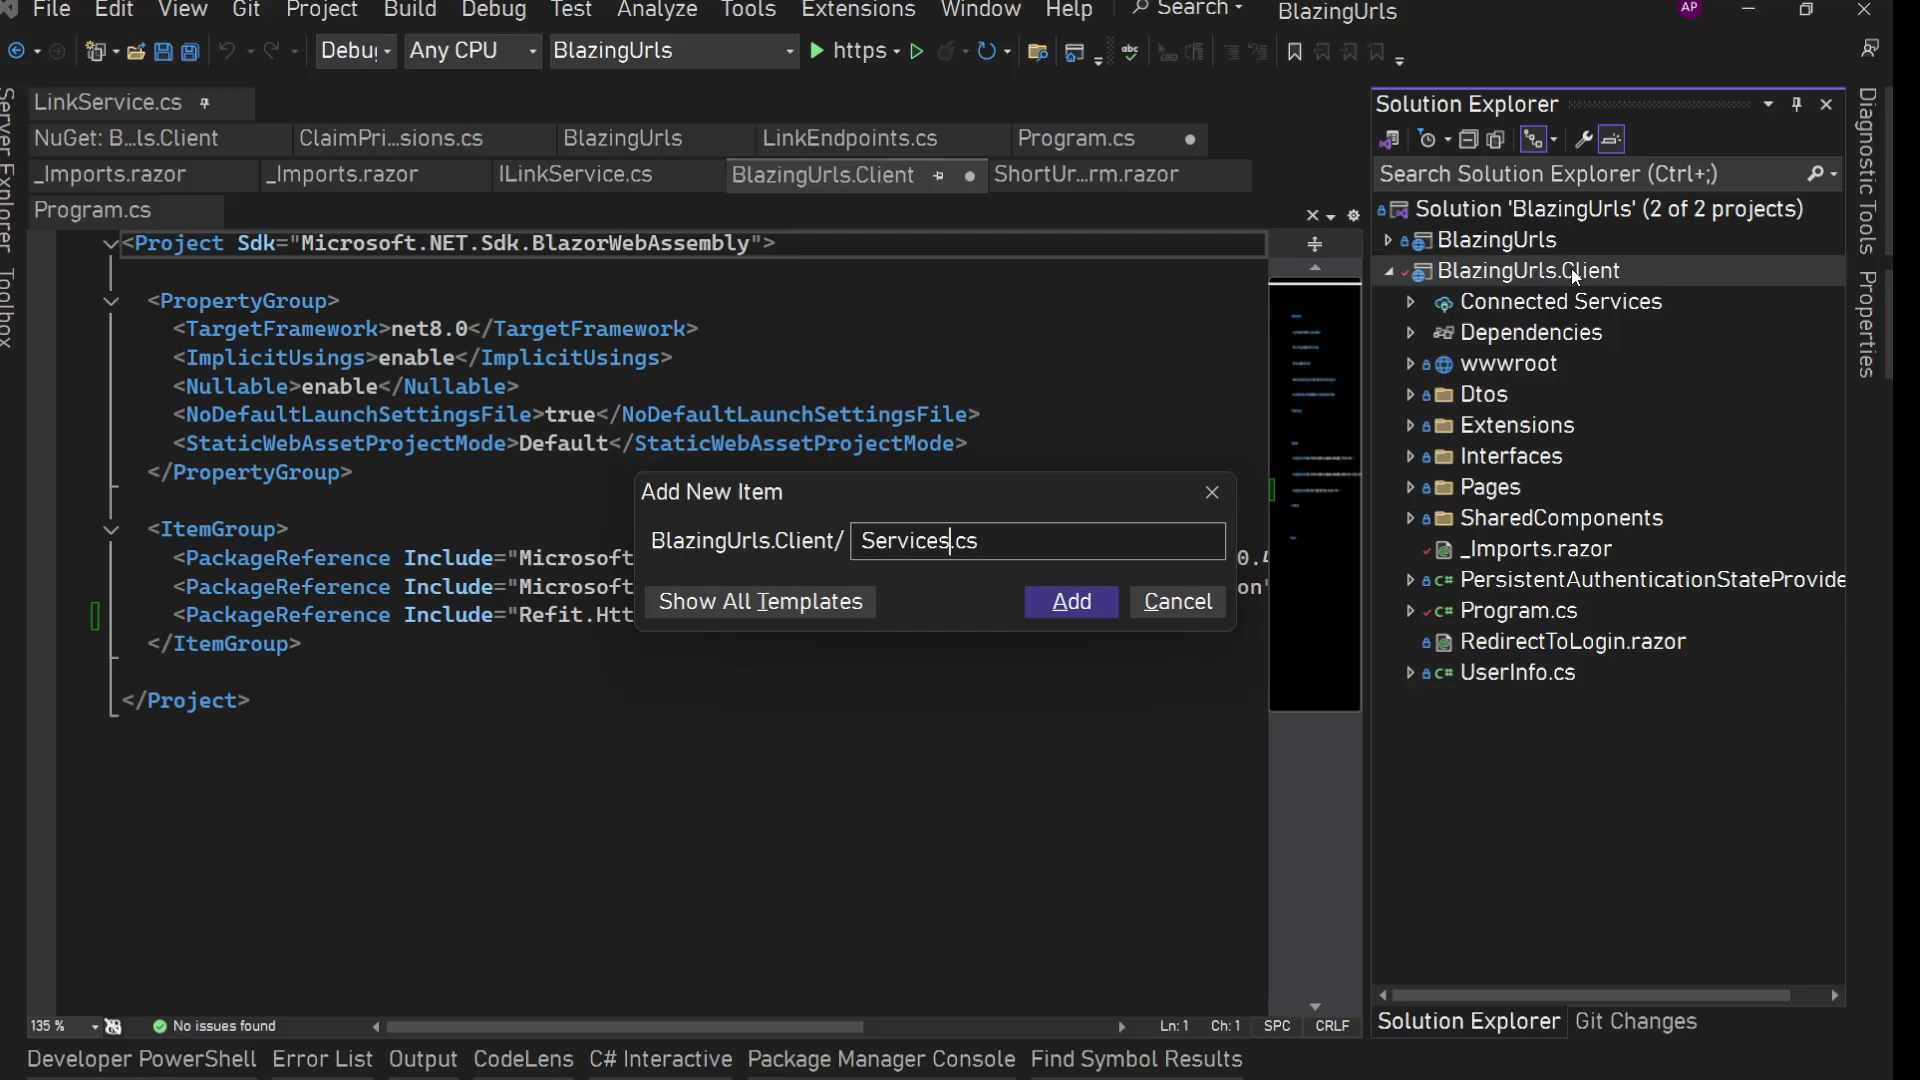 File Edit View Git Project Build Debug Test Analyze Tools Extensions Window Help Search BlazingUrls AP
Debu Any CPU BlazingUrls https
LinkService.cs
NuGet: B...ls.Client ClaimPri...sions.cs BlazingUrls LinkEndpoints.cs Program.cs
_Imports.razor _Imports.razor ILinkService.cs BlazingUrls.Client ShortUr...rm.razor
Program.cs
Server Explorer Toolbox
<Project Sdk="Microsoft.NET.Sdk.BlazorWebAssembly">
<PropertyGroup>
<TargetFramework>net8.0</TargetFramework>
<ImplicitUsings>enable</ImplicitUsings>
<Nullable>enable</Nullable>
<NoDefaultLaunchSettingsFile>true</NoDefaultLaunchSettingsFile>
<StaticWebAssetProjectMode>Default</StaticWebAssetProjectMode>
</PropertyGroup>
<ItemGroup>
<PackageReference Include="Microsoft
<PackageReference Include="Microsoft
<PackageReference Include="Refit.Htt
</ItemGroup>
</Project>
Add New Item
BlazingUrls.Client/ Services.cs
Show All Templates Add Cancel
Solution Explorer
Search Solution Explorer (Ctrl+;)
Solution 'BlazingUrls' (2 of 2 projects)
BlazingUrls
BlazingUrls.Client
Connected Services
Dependencies
wwwroot
Dtos
Extensions
Interfaces
Pages
SharedComponents
_Imports.razor
C# PersistentAuthenticationStateProvide
C# Program.cs
RedirectToLogin.razor
C# UserInfo.cs
Diagnostic Tools Properties
135 % No issues found Ln: 1 Ch: 1 SPC CRLF
Solution Explorer Git Changes
Developer PowerShell Error List Output CodeLens C# Interactive Package Manager Console Find Symbol Results